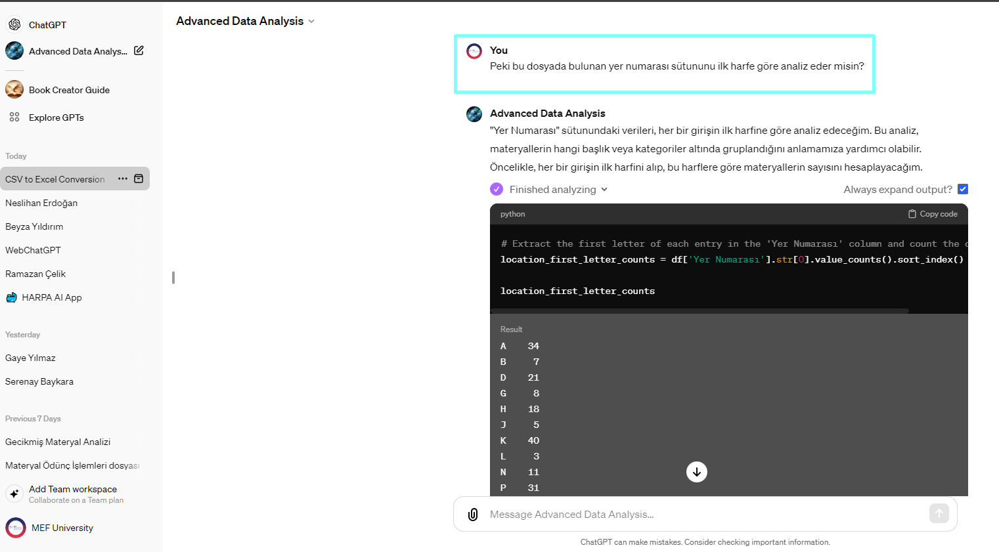 ChatGPT
Advanced Data Analys...
Book Creator Guide
Explore GPTs
Today
CSV to Excel Conversion
Neslihan Erdoğan
Beyza Yıldırım
WebChatGPT
Ramazan Çelik
HARPA AI App
Yesterday
Gaye Yılmaz
Serenay Baykara
Previous 7 Days
Gecikmiş Materyal Analizi
Materyal Ödünç İşlemleri dosyası
Add Team workspace
Collaborate on a Team plan
MEF University
Advanced Data Analysis
You
Peki bu dosyada bulunan yer numarası sütununu ilk harfe göre analiz eder misin?
Advanced Data Analysis
"Yer Numarası" sütunundaki verileri, her bir girişin ilk harfine göre analiz edeceğim. Bu analiz,
materyallerin hangi başlık veya kategoriler altında gruplandığını anlamamıza yardımcı olabilir.
Öncelikle, her bir girişin ilk harfini alıp, bu harflere göre materyallerin sayısını hesaplayacağım.
Finished analyzing
Always expand output?
python
Copy code
# Extract the first letter of each entry in the 'Yer Numarası' column and count the
location_first_letter_counts = df['Yer Numarası'].str[0].value_counts().sort_index()
location_first_letter_counts
Result
A 34
B 7
D 21
G 8
H 18
J 5
K 40
L 3
N 11
P 31
Message Advanced Data Analysis...
ChatGPT can make mistakes. Consider checking important information.